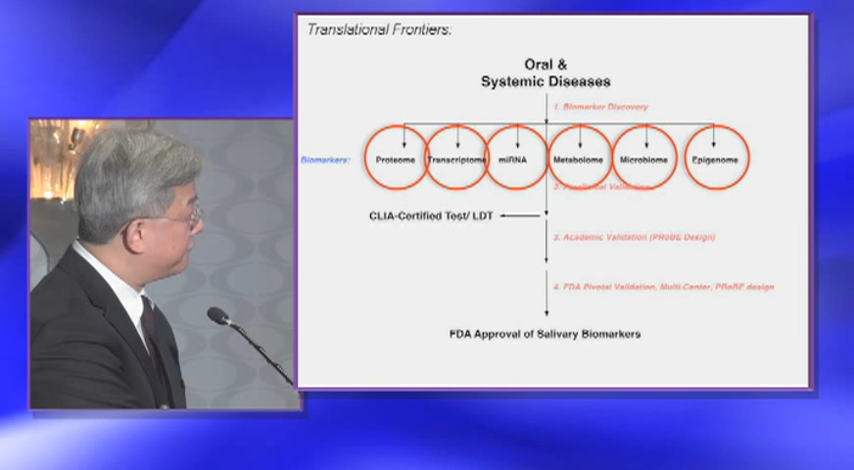 Translational Frontiers:
Oral &
Systemic Diseases
1. Biomarker Discovery
Biomarkers:
Proteome
Transcriptome
miRNA
Metabolome
Microbiome
Epigenome
2.
CLIA-Certified Test/ LDT
3. Academic Validation (PRoBE Design)
4. FDA Pivotal Validation, Multi-Center, PRoBE design
FDA Approval of Salivary Biomarkers